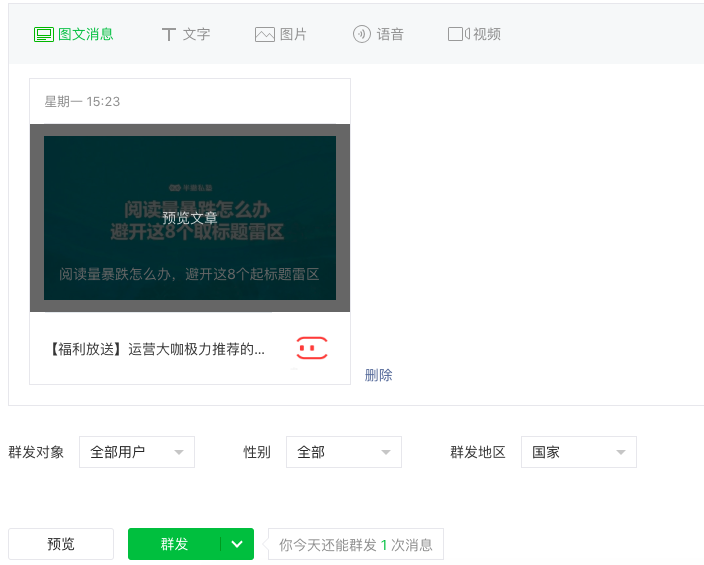 图文消息 文字 图片 语音 视频
星期一 15:23
半撇私塾
阅读量暴跌怎么办
预览文章
避开这8个取标题雷区
阅读量暴跌怎么办，避开这8个起标题雷区
【福利放送】运营大咖极力推荐的...
删除
群发对象 全部用户 性别 全部 群发地区 国家
预览 群发 你今天还能群发 1 次消息